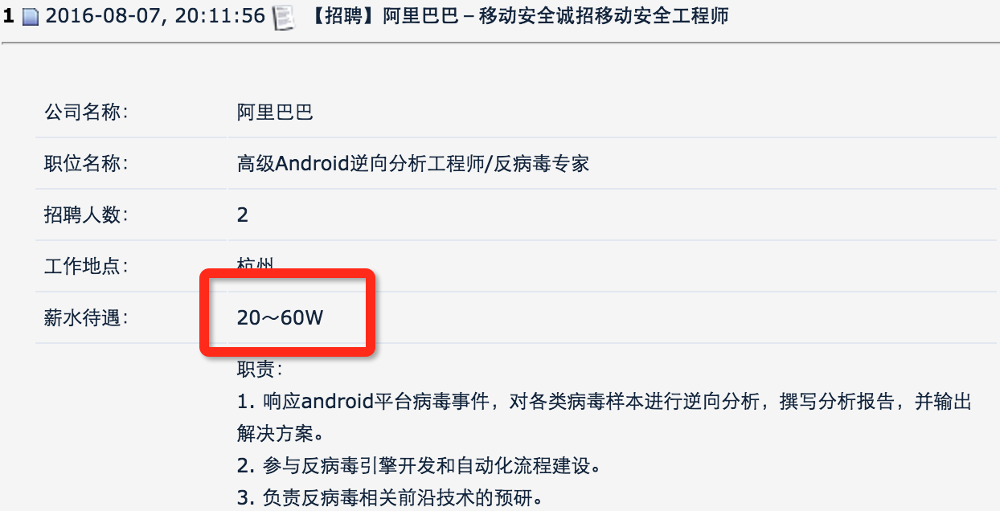 1 2016-08-07, 20:11:56 【招聘】阿里巴巴－移动安全诚招移动安全工程师
公司名称： 阿里巴巴
职位名称： 高级Android逆向分析工程师/反病毒专家
招聘人数： 2
工作地点： 杭州
薪水待遇： 20～60W
职责：
1. 响应android平台病毒事件，对各类病毒样本进行逆向分析，撰写分析报告，并输出
解决方案。
2. 参与反病毒引擎开发和自动化流程建设。
3. 负责反病毒相关前沿技术的预研。